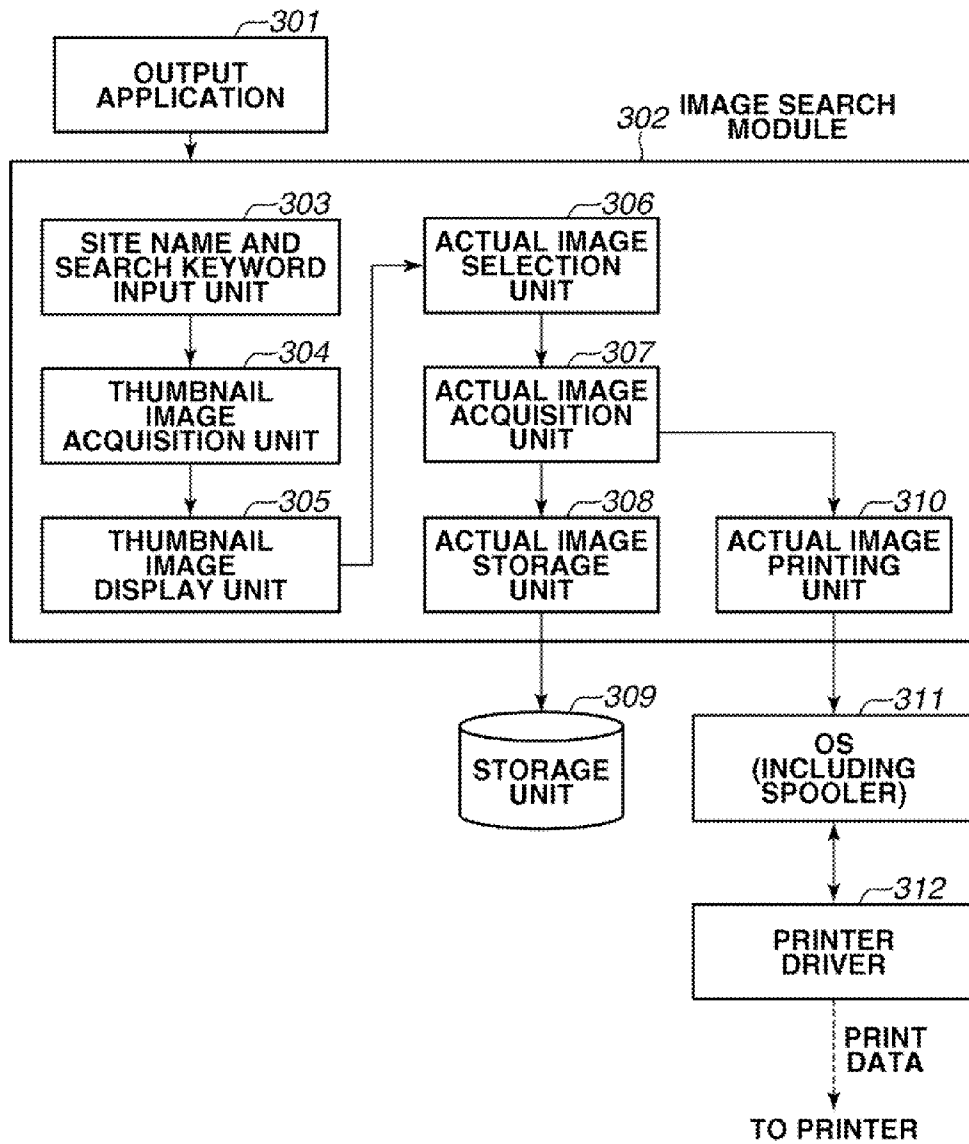 301
OUTPUT
APPLICATION
302
IMAGE SEARCH
MODULE
303
SITE NAME AND
SEARCH KEYWORD
INPUT UNIT
304
THUMBNAIL
IMAGE
ACQUISITION UNIT
305
THUMBNAIL
IMAGE
DISPLAY UNIT
306
ACTUAL IMAGE
SELECTION
UNIT
307
ACTUAL IMAGE
ACQUISITION
UNIT
308
ACTUAL IMAGE
STORAGE
UNIT
310
ACTUAL IMAGE
PRINTING
UNIT
309
STORAGE
UNIT
311
OS
(INCLUDING
SPOOLER)
312
PRINTER
DRIVER
PRINT
DATA
TO PRINTER